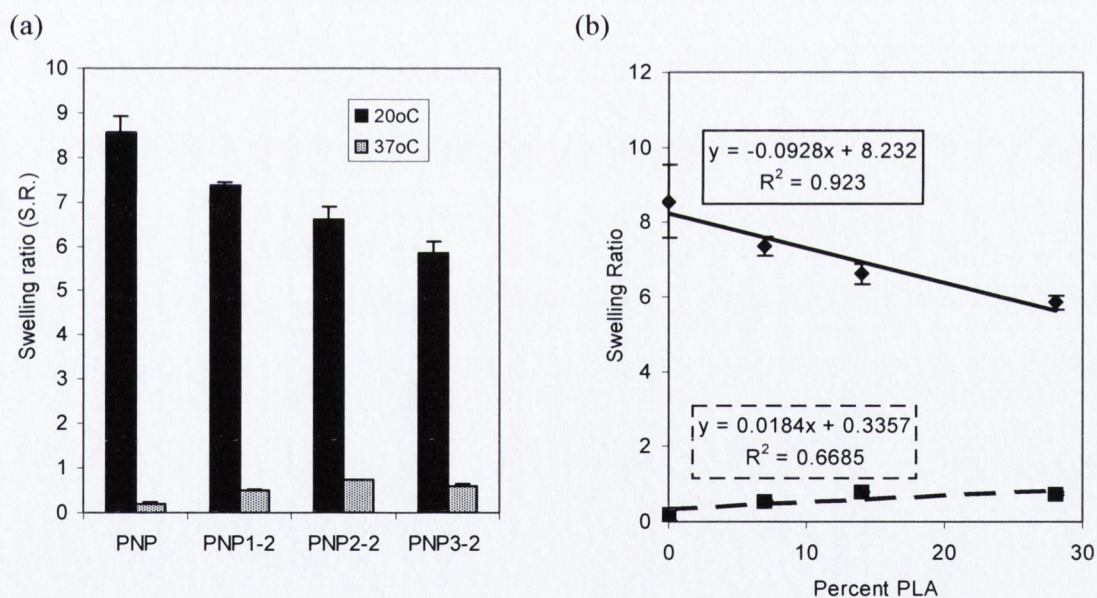 (a)
Swelling ratio (S.R.)
10
9
8
7
6
5
4
3
2
1
0
20oC
37oC
PNP
PNP1-2
PNP2-2
PNP3-2
(b)
Swelling Ratio
12
10
8
6
4
2
0
y = -0.0928x + 8.232
R² = 0.923
y = 0.0184x + 0.3357
R² = 0.6685
0
10
20
30
Percent PLA